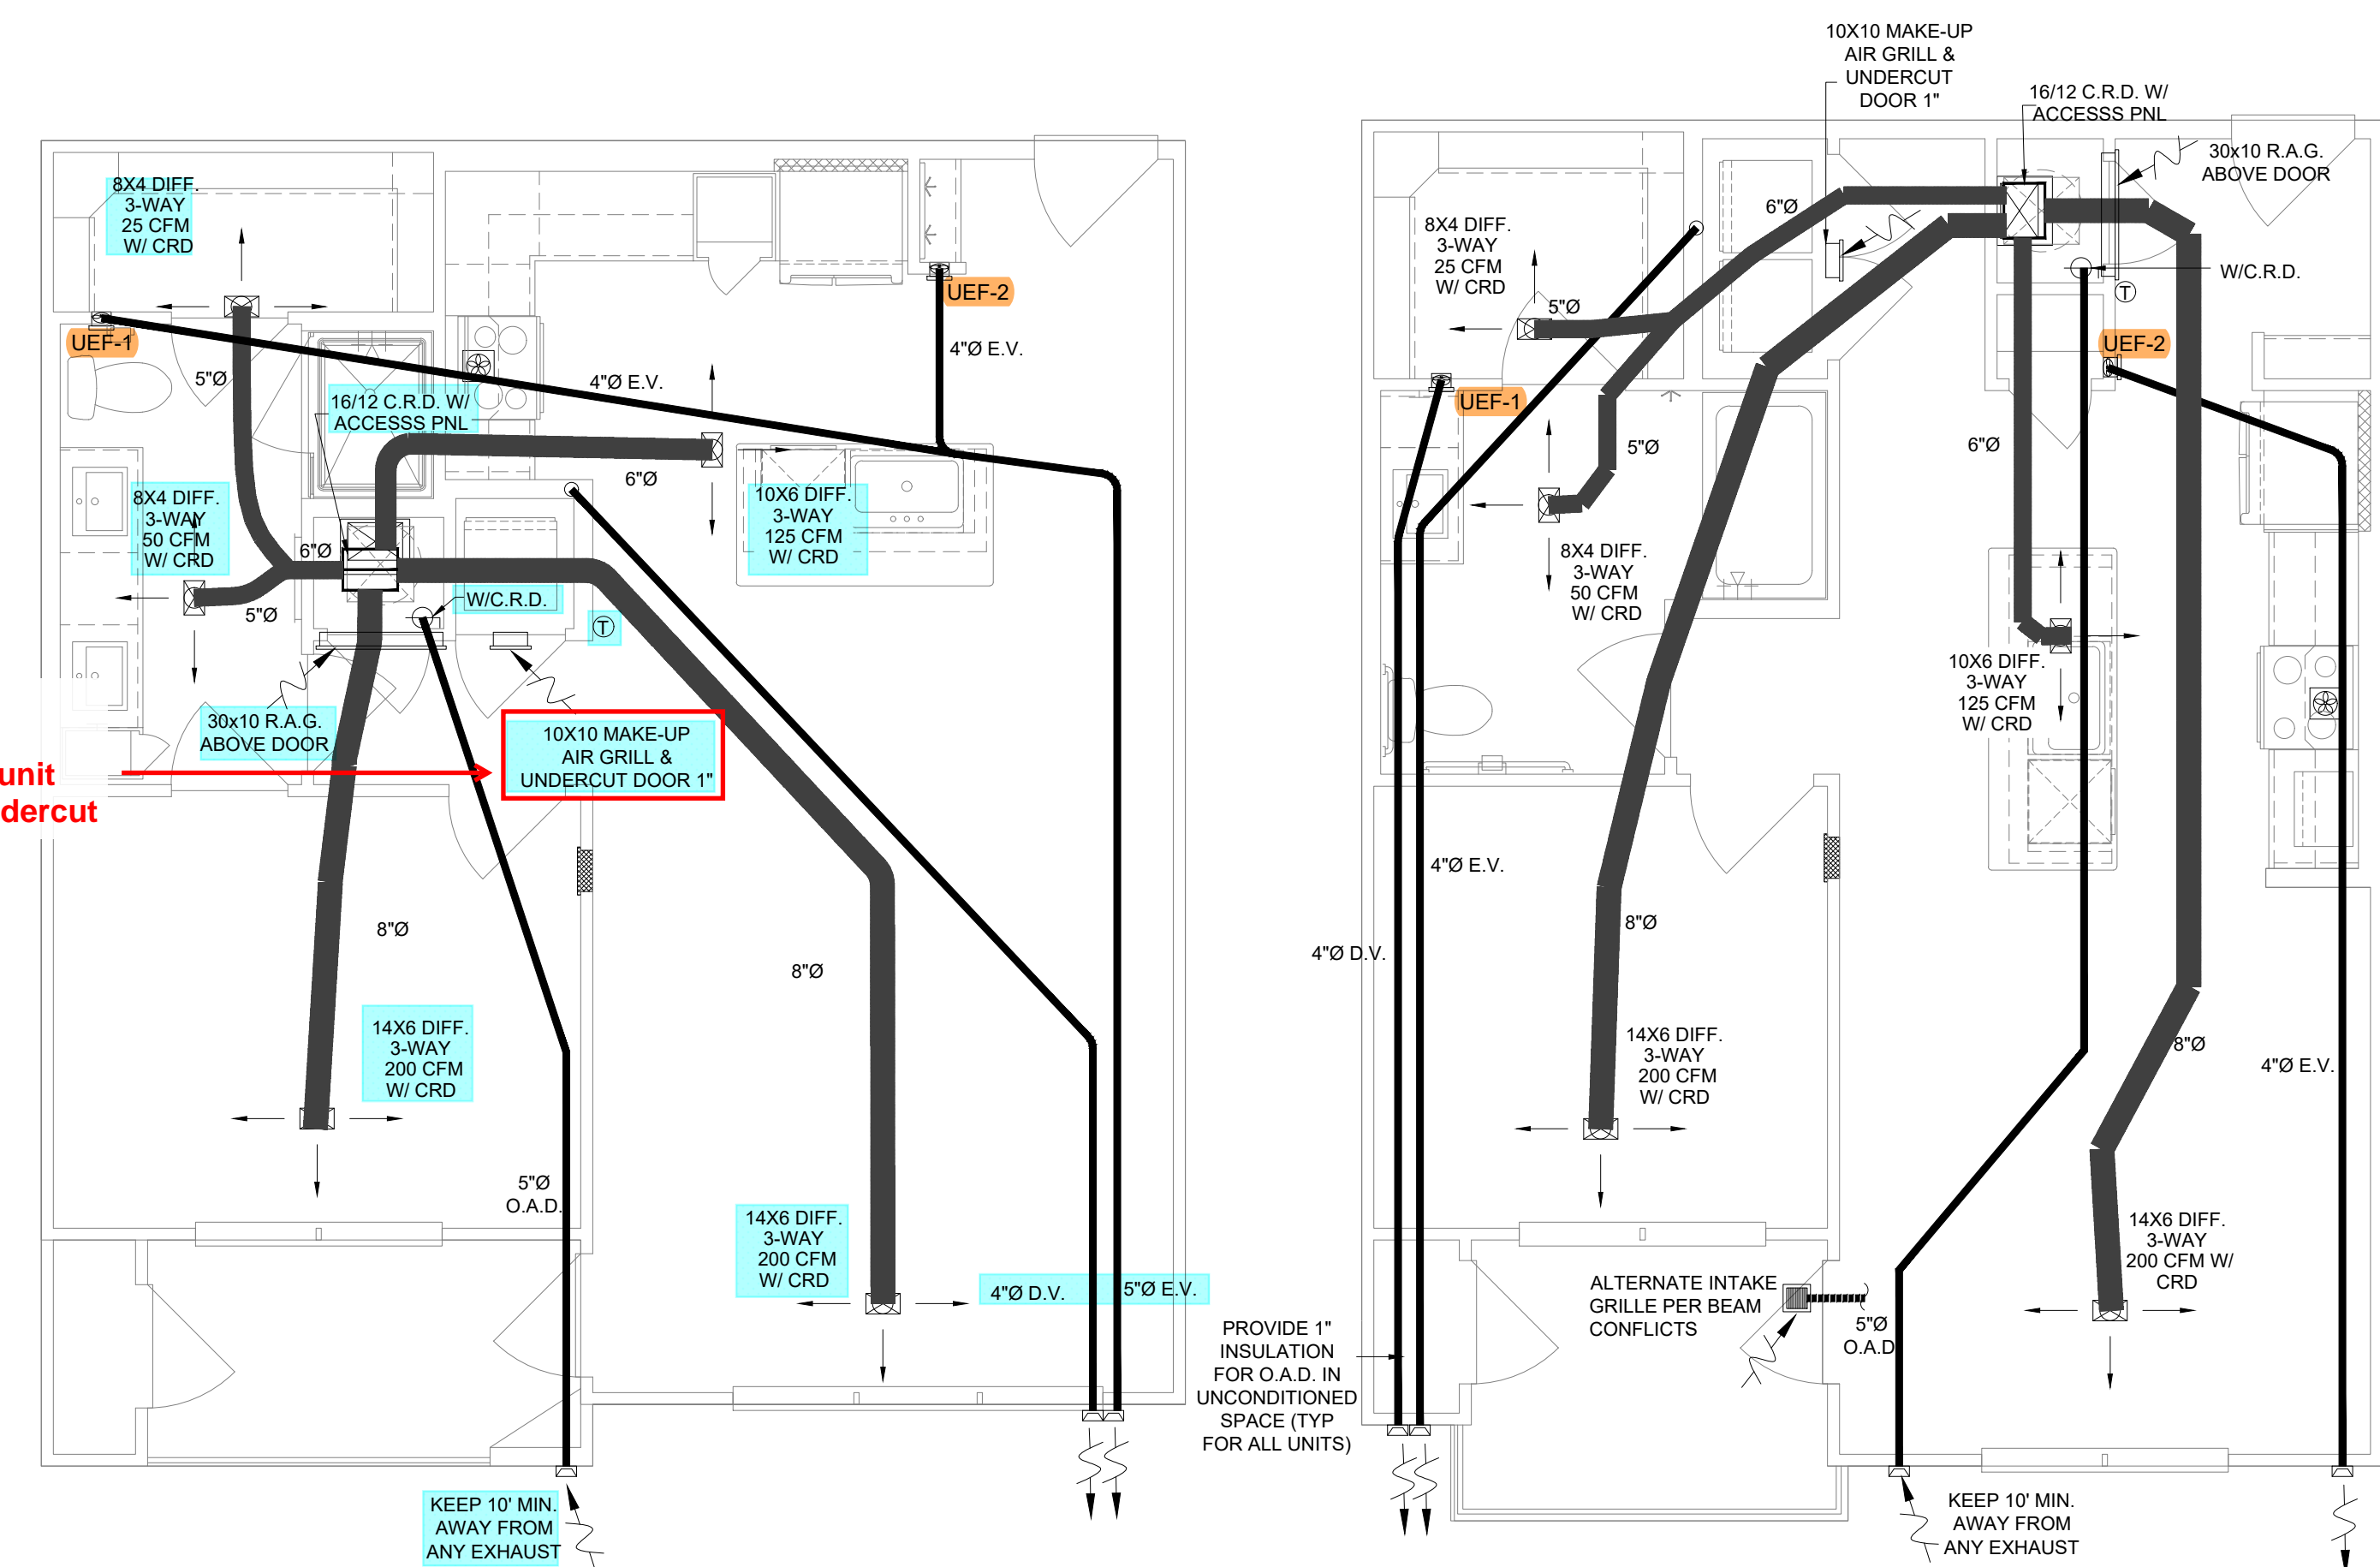 8X4 DIFF.
3-WAY
25 CFM
W/ CRD
UEF-1
5"Ø
16/12 C.R.D. W/
ACCESSS PNL
4"Ø E.V.
UEF-2
4"Ø E.V.
6"Ø
10X6 DIFF.
3-WAY
125 CFM
W/ CRD
8X4 DIFF.
3-WAY
50 CFM
W/ CRD
6"Ø
5"Ø
W/C.R.D.
T
30x10 R.A.G.
ABOVE DOOR
10X10 MAKE-UP
AIR GRILL &
UNDERCUT DOOR 1"
unit
dercut
8"Ø
8"Ø
14X6 DIFF.
3-WAY
200 CFM
W/ CRD
5"Ø
O.A.D.
14X6 DIFF.
3-WAY
200 CFM
W/ CRD
4"Ø D.V.
5"Ø E.V.
KEEP 10' MIN.
AWAY FROM
ANY EXHAUST
10X10 MAKE-UP
AIR GRILL &
UNDERCUT
DOOR 1"
16/12 C.R.D. W/
ACCESSS PNL
30x10 R.A.G.
ABOVE DOOR
6"Ø
8X4 DIFF.
3-WAY
25 CFM
W/ CRD
5"Ø
W/C.R.D.
T
UEF-2
UEF-1
5"Ø
6"Ø
8X4 DIFF.
3-WAY
50 CFM
W/ CRD
10X6 DIFF.
3-WAY
125 CFM
W/ CRD
4"Ø E.V.
4"Ø D.V.
8"Ø
14X6 DIFF.
3-WAY
200 CFM
W/ CRD
8"Ø
4"Ø E.V.
14X6 DIFF.
3-WAY
200 CFM W/
CRD
ALTERNATE INTAKE
GRILLE PER BEAM
CONFLICTS
5"Ø
O.A.D
PROVIDE 1"
INSULATION
FOR O.A.D. IN
UNCONDITIONED
SPACE (TYP
FOR ALL UNITS)
KEEP 10' MIN.
AWAY FROM
ANY EXHAUST